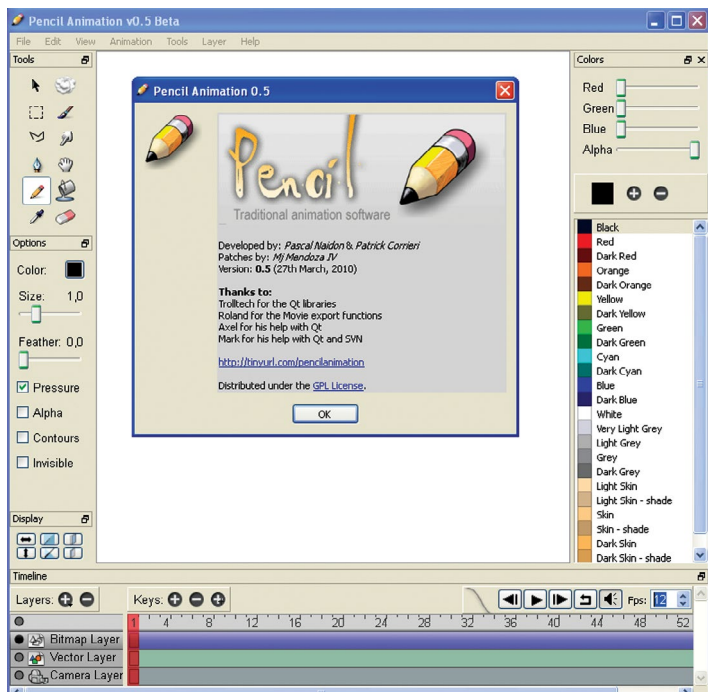 Pencil Animation v0.5 Beta
File Edit View Animation Tools Layer Help
Tools
Options
Color:
Size: 1,0
Feather: 0,0
Pressure
Alpha
Contours
Invisible
Display
Pencil Animation 0.5
Pencil
Traditional animation software
Developed by: Pascal Naidon & Patrick Corrieri
Patches by: Mj Mendoza IV
Version: 0.5 (27th March, 2010)
Thanks to:
Trolltech for the Qt libraries
Roland for the Movie export functions
Axel for his help with Qt
Mark for his help with Qt and SVN
http://tinyurl.com/pencilanimation
Distributed under the GPL License.
OK
Colors
Red
Green
Blue
Alpha
Black
Red
Dark Red
Orange
Dark Orange
Yellow
Dark Yellow
Green
Dark Green
Cyan
Dark Cyan
Blue
Dark Blue
White
Very Light Grey
Light Grey
Grey
Dark Grey
Light Skin
Light Skin - shade
Skin
Skin - shade
Dark Skin
Dark Skin - shade
Timeline
Layers: Keys: Fps: 12
1 4 8 12 16 20 24 28 32 36 40 44 48 52
Bitmap Layer
Vector Layer
Camera Layer